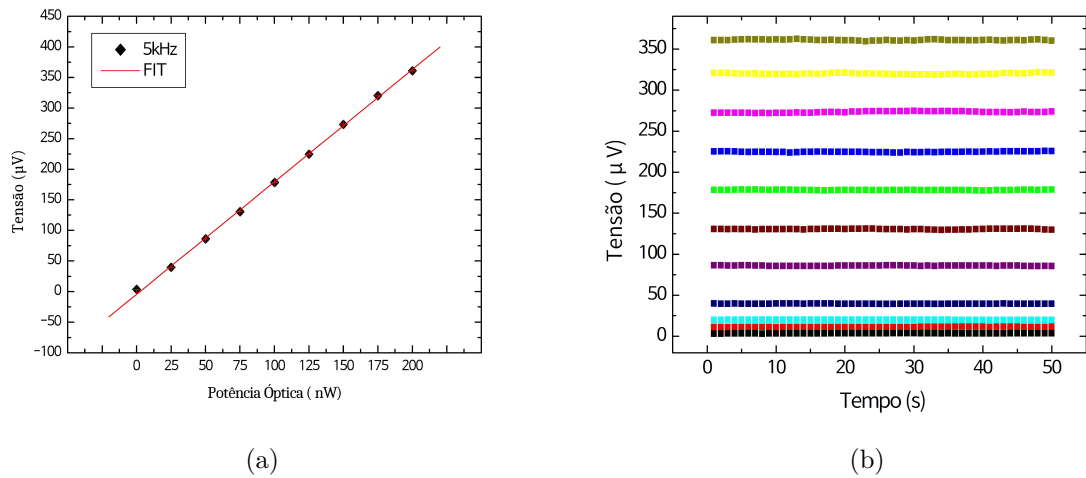 450
400
350
300
250
200
150
100
50
0
−50
−100
5kHz
FIT
Tensão (μV)
0 25 50 75 100 125 150 175 200
Potência Óptica ( nW)
(a)
350
300
250
200
150
100
50
0
Tensão ( μ V)
0 10 20 30 40 50
Tempo (s)
(b)